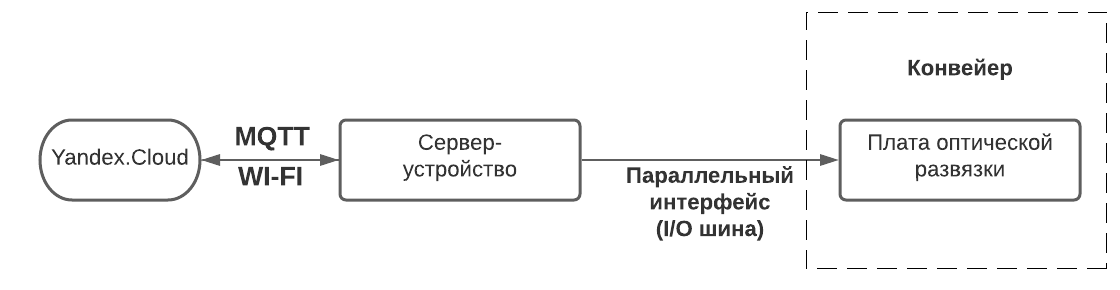 Конвейер
MQTT
Yandex.Cloud
WI-FI
Сервер-
устройство
Параллельный
интерфейс
(I/O шина)
Плата оптической
развязки